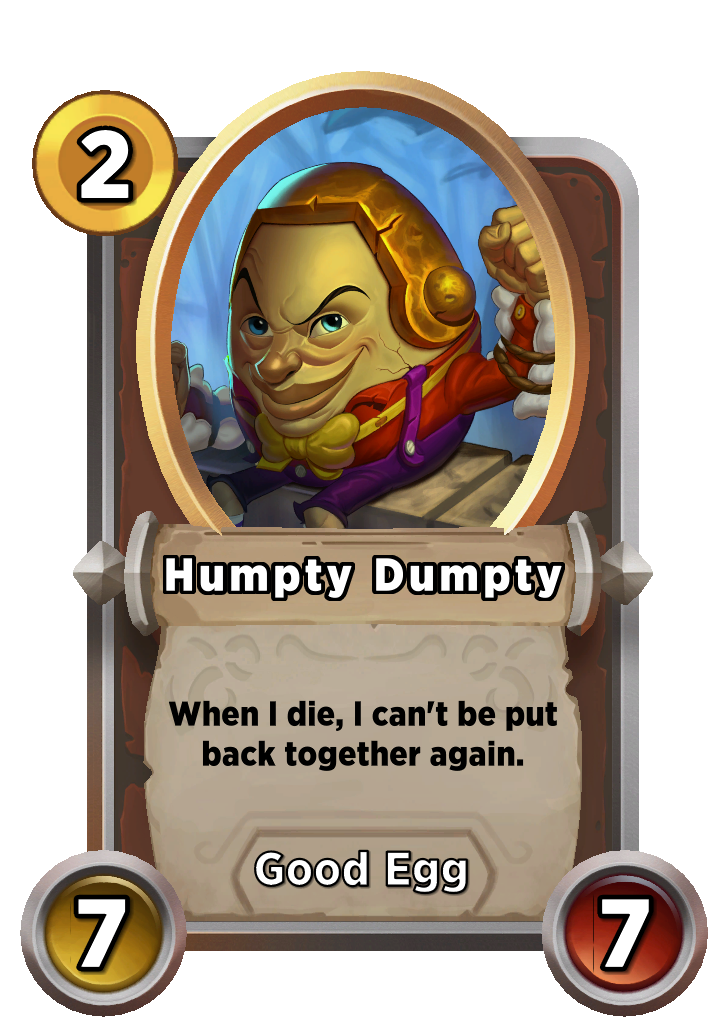 2
Humpty Dumpty
When I die, I can't be put
back together again.
Good Egg
7
7